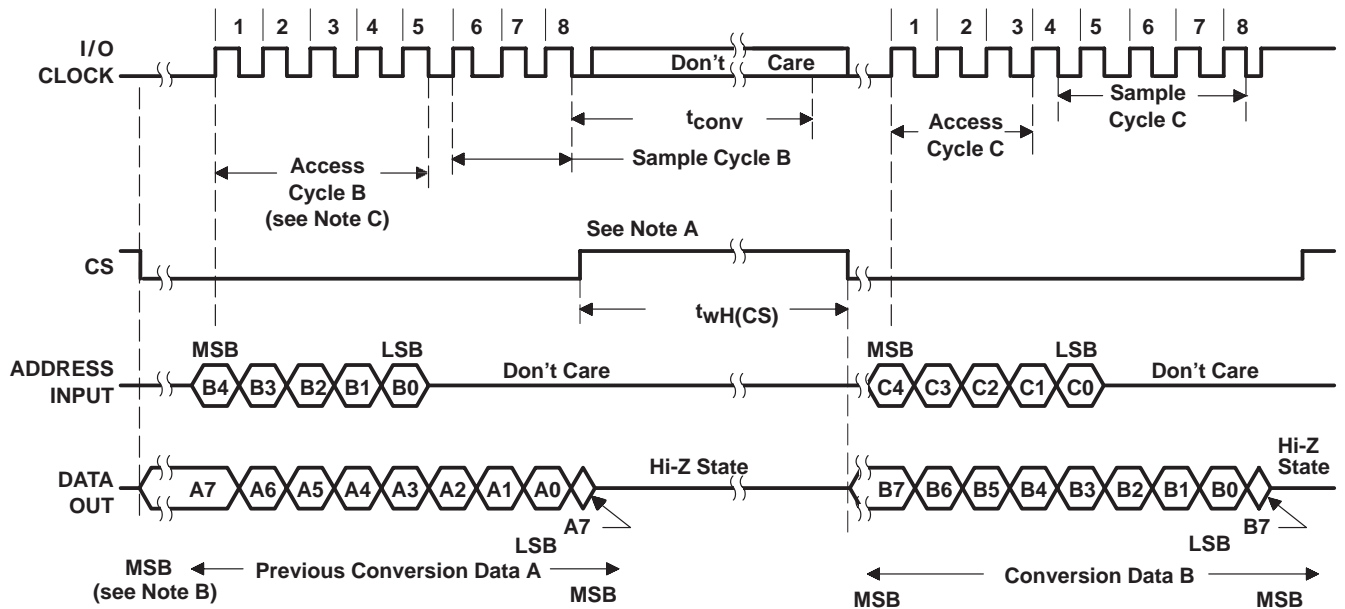 1 2 3 4 5 6 7 8 1 2 3 4 5 6 7 8
I/O
CLOCK
Don't Care
tconv
Access
Cycle B
(see Note C)
Sample Cycle B
Access
Cycle C
Sample
Cycle C
CS
See Note A
twH(CS)
ADDRESS
INPUT
MSB LSB
B4 B3 B2 B1 B0
Don't Care
MSB LSB
C4 C3 C2 C1 C0
Don't Care
DATA
OUT
A7 A6 A5 A4 A3 A2 A1 A0
Hi-Z State
A7
B7 B6 B5 B4 B3 B2 B1 B0
Hi-Z
State
B7
MSB
(see Note B)
Previous Conversion Data A
LSB
MSB
MSB
Conversion Data B
LSB
MSB